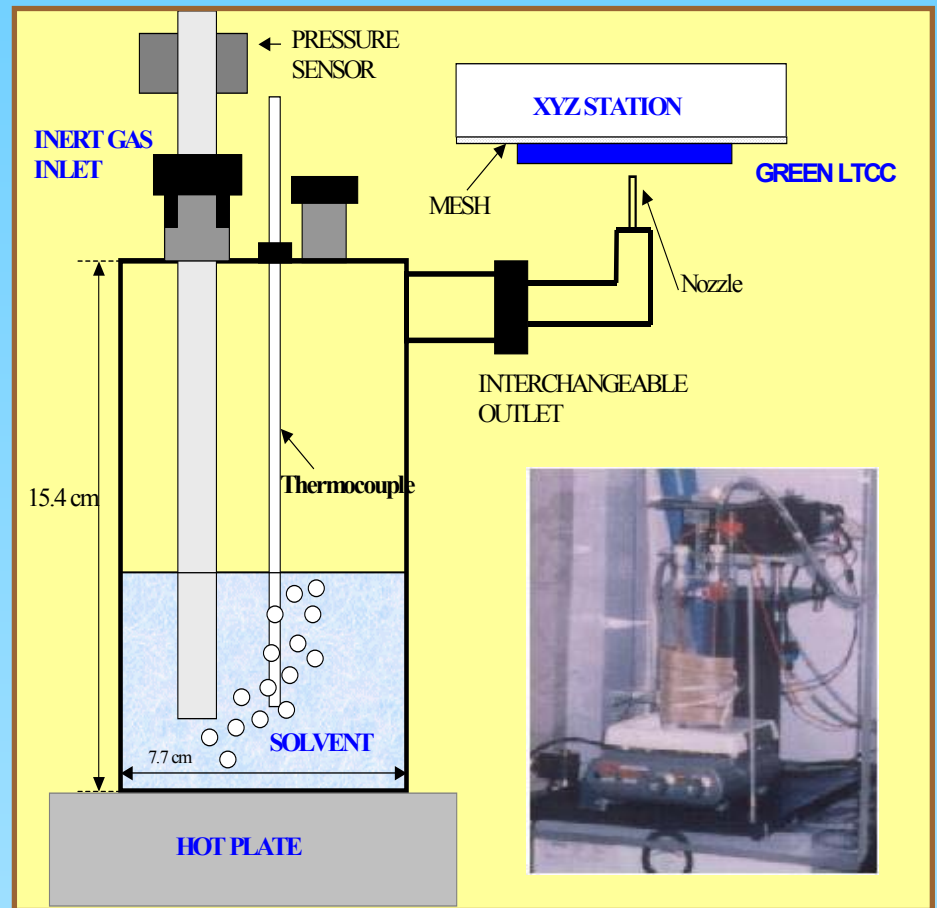 PRESSURE
SENSOR
XYZ STATION
INERT GAS
INLET
GREEN LTCC
MESH
Nozzle
INTERCHANGEABLE
OUTLET
Thermocouple
15.4 cm
SOLVENT
7.7 cm
HOT PLATE